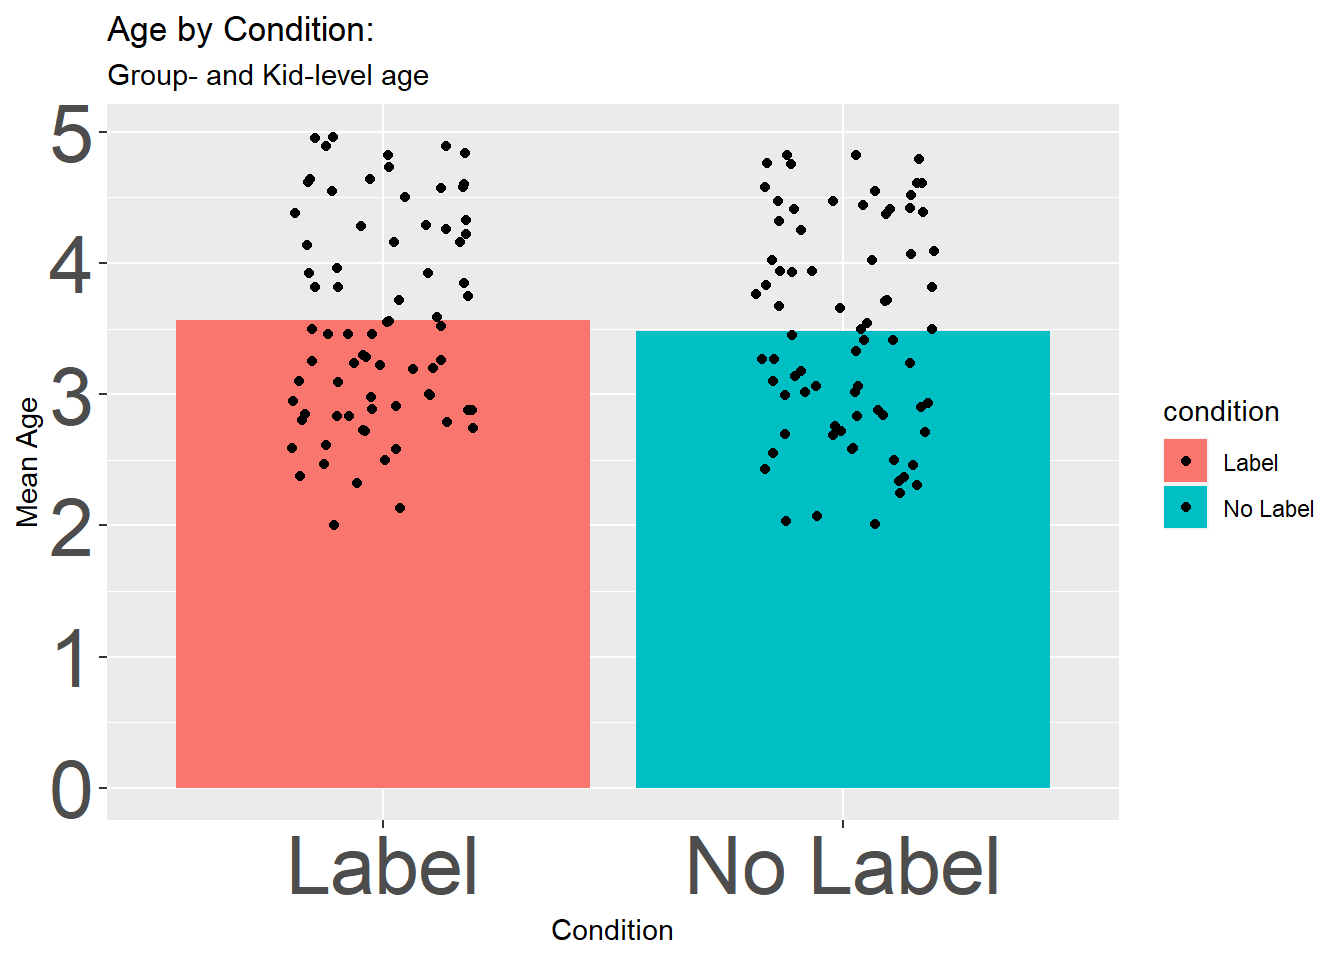 Age by Condition:
Group- and Kid-level age
5
4
3
2
1
0
Mean Age
Label
No Label
Condition
condition
Label
No Label